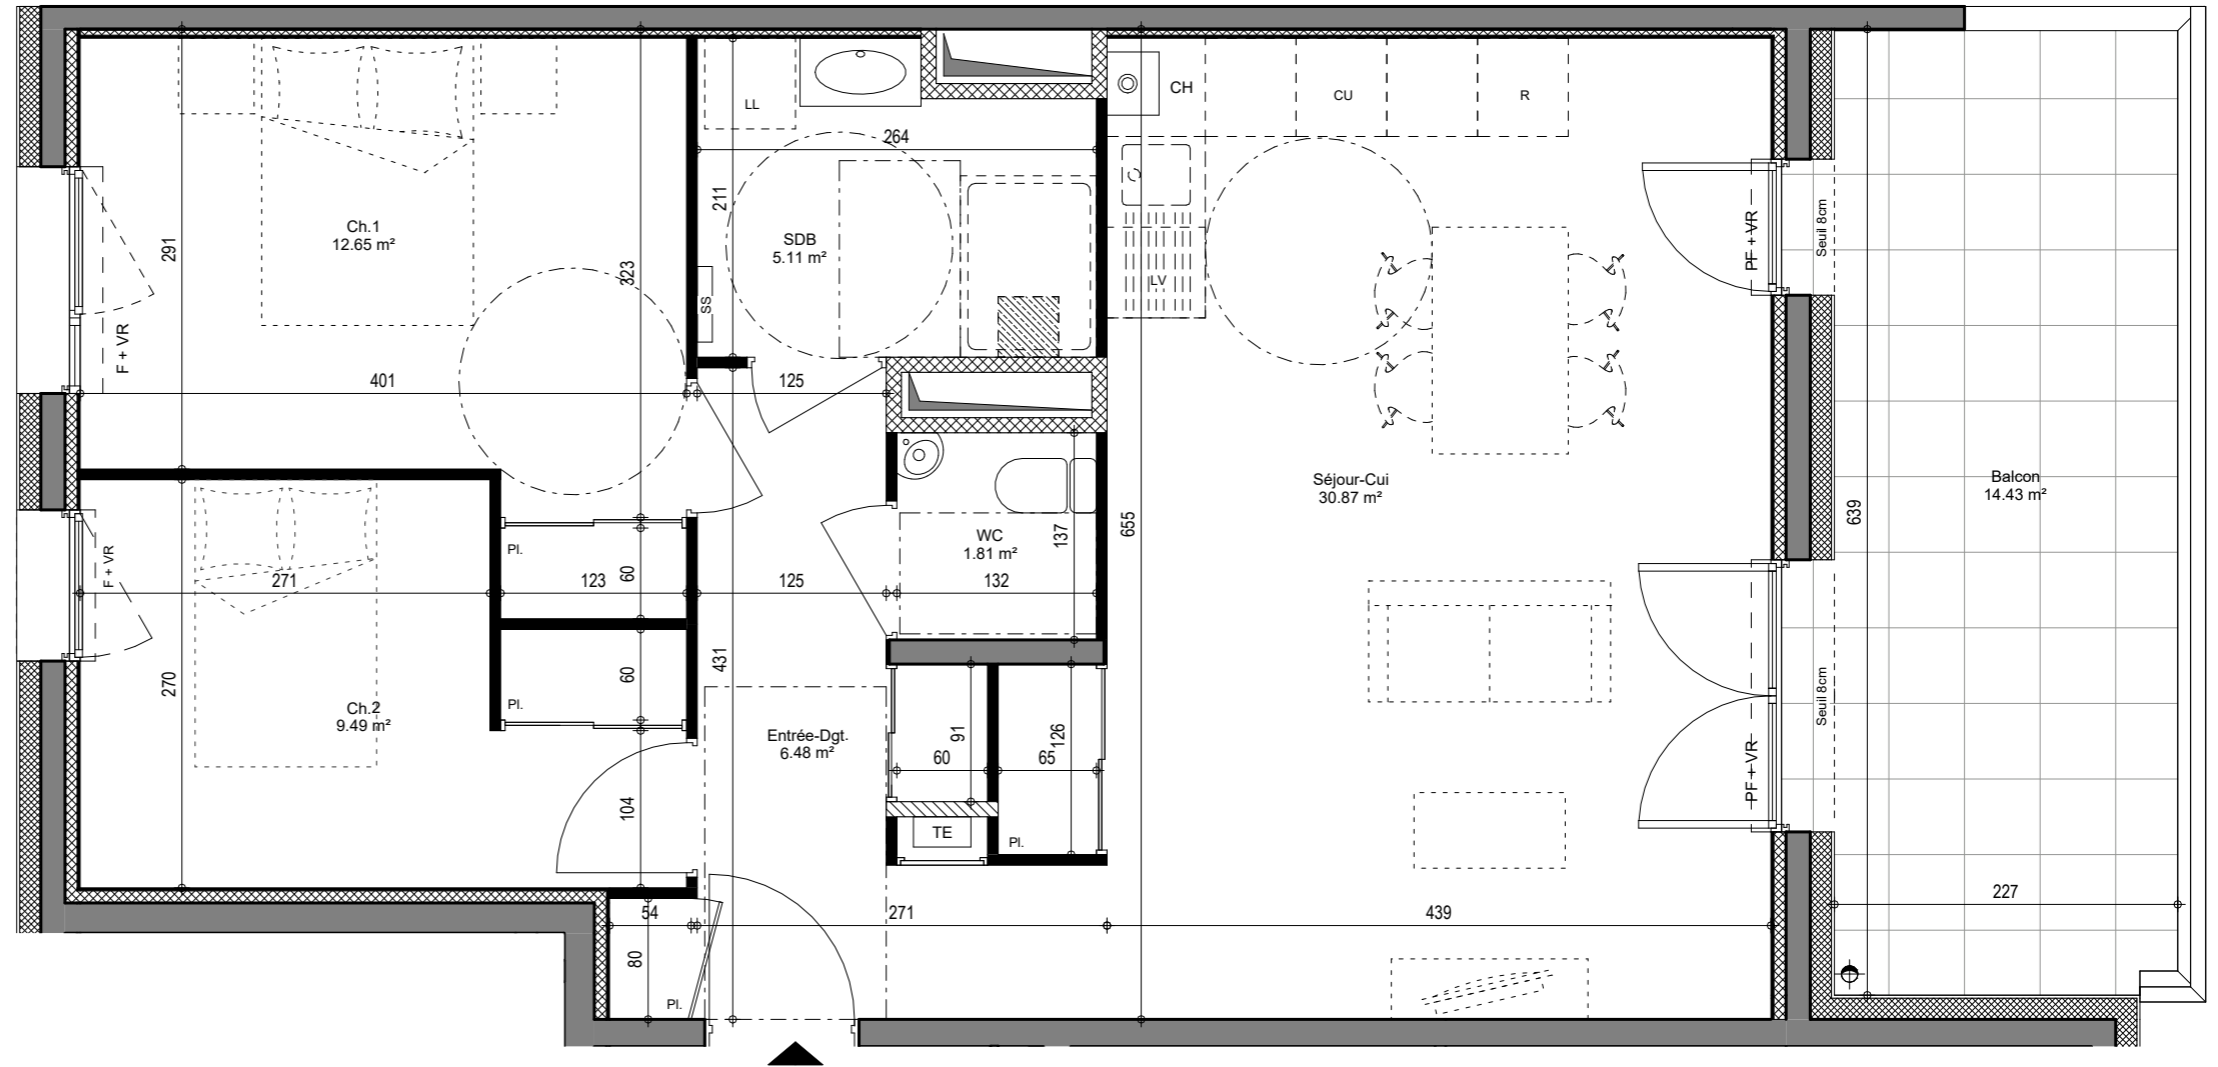 LL
264
CH
CU
R
211
SDB
5.11 m²
SS
LV
Ch.1
12.65 m²
291
323
F + VR
401
125
PF + VR
Seuil 8cm
Séjour-Cui
30.87 m²
655
639
Balcon
14.43 m²
WC
1.81 m²
137
132
125
Pl.
123
60
271
F + VR
270
Ch.2
9.49 m²
Pl.
60
431
104
Entrée-Dgt.
6.48 m²
91
60
126
65
TE
Pl.
PF + VR
Seuil 8cm
227
54
271
439
80
Pl.